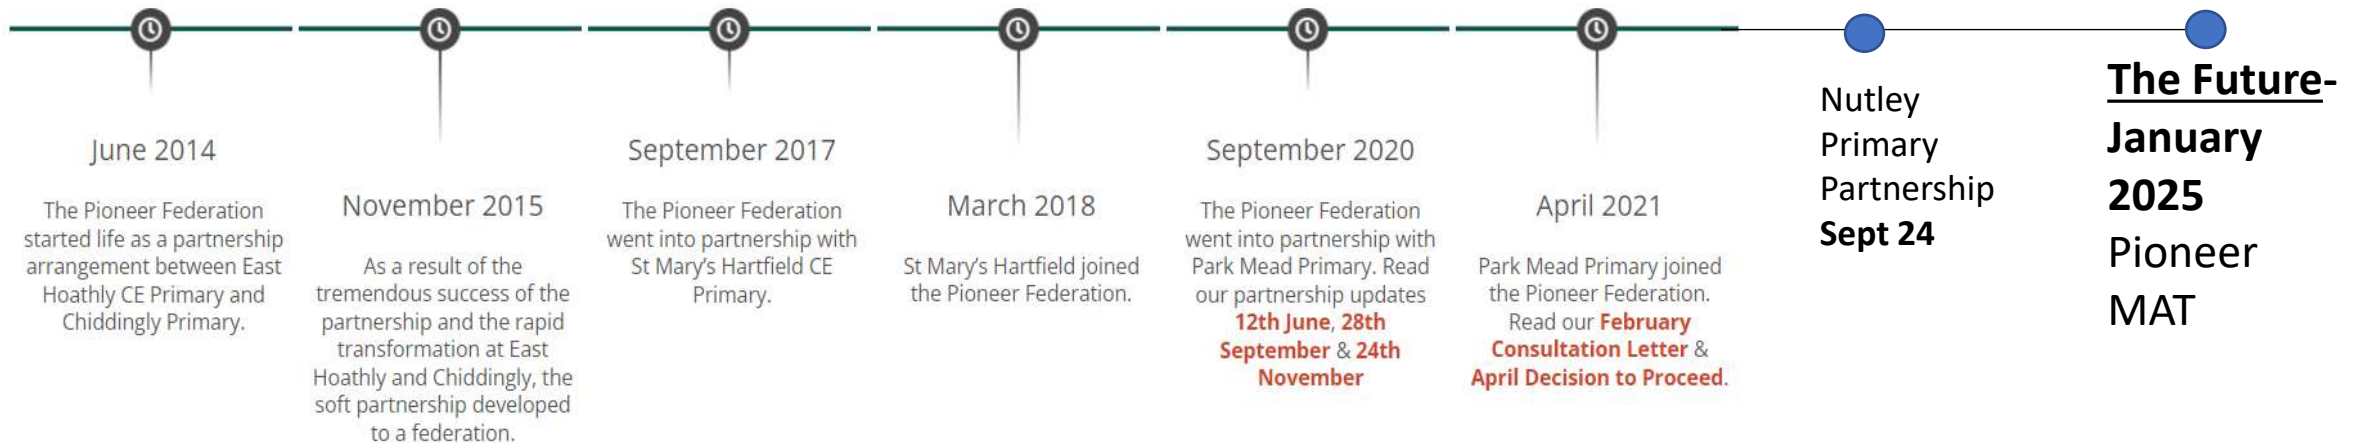 June 2014
The Pioneer Federation
started life as a partnership
arrangement between East
Hoathly CE Primary and
Chiddingly Primary.
November 2015
As a result of the
tremendous success of the
partnership and the rapid
transformation at East
Hoathly and Chiddingly, the
soft partnership developed
to a federation.
September 2017
The Pioneer Federation
went into partnership with
St Mary's Hartfield CE
Primary.
March 2018
St Mary's Hartfield joined
the Pioneer Federation.
September 2020
The Pioneer Federation
went into partnership with
Park Mead Primary. Read
our partnership updates
12th June, 28th
September & 24th
November
April 2021
Park Mead Primary joined
the Pioneer Federation.
Read our February
Consultation Letter &
April Decision to Proceed.
Nutley
Primary
Partnership
Sept 24
The Future-
January
2025
Pioneer
MAT